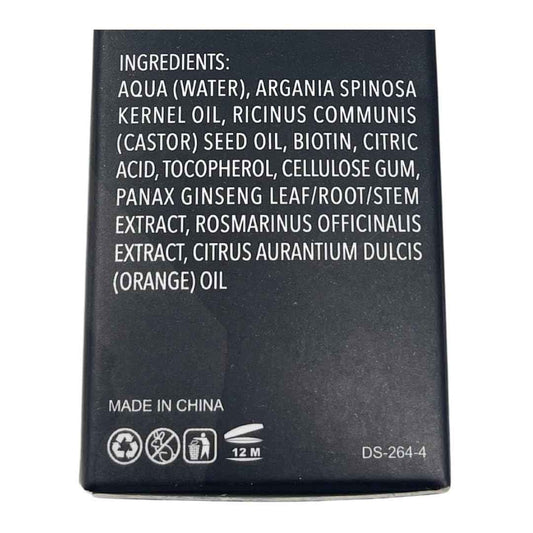 INGREDIENTS:
AQUA (WATER), ARGANIA SPINOSA
KERNEL OIL, RICINUS COMMUNIS
(CASTOR) SEED OIL, BIOTIN, CITRIC
ACID, TOCOPHEROL, CELLULOSE GUM,
PANAX GINSENG LEAF/ROOT/STEM
EXTRACT, ROSMARINUS OFFICINALIS
EXTRACT, CITRUS AURANTIUM DULCIS
(ORANGE) OIL
MADE IN CHINA
12 M
DS-264-4